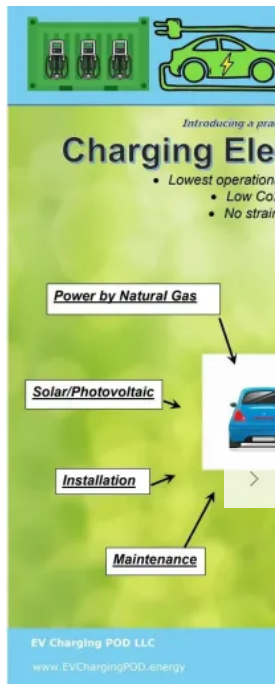 Introducing a pra
Charging Ele
• Lowest operation
• Low Co
• No strain
Power by Natural Gas
Solar/Photovoltaic
Installation
Maintenance
EV Charging POD LLC
www.EVChargingPOD.energy